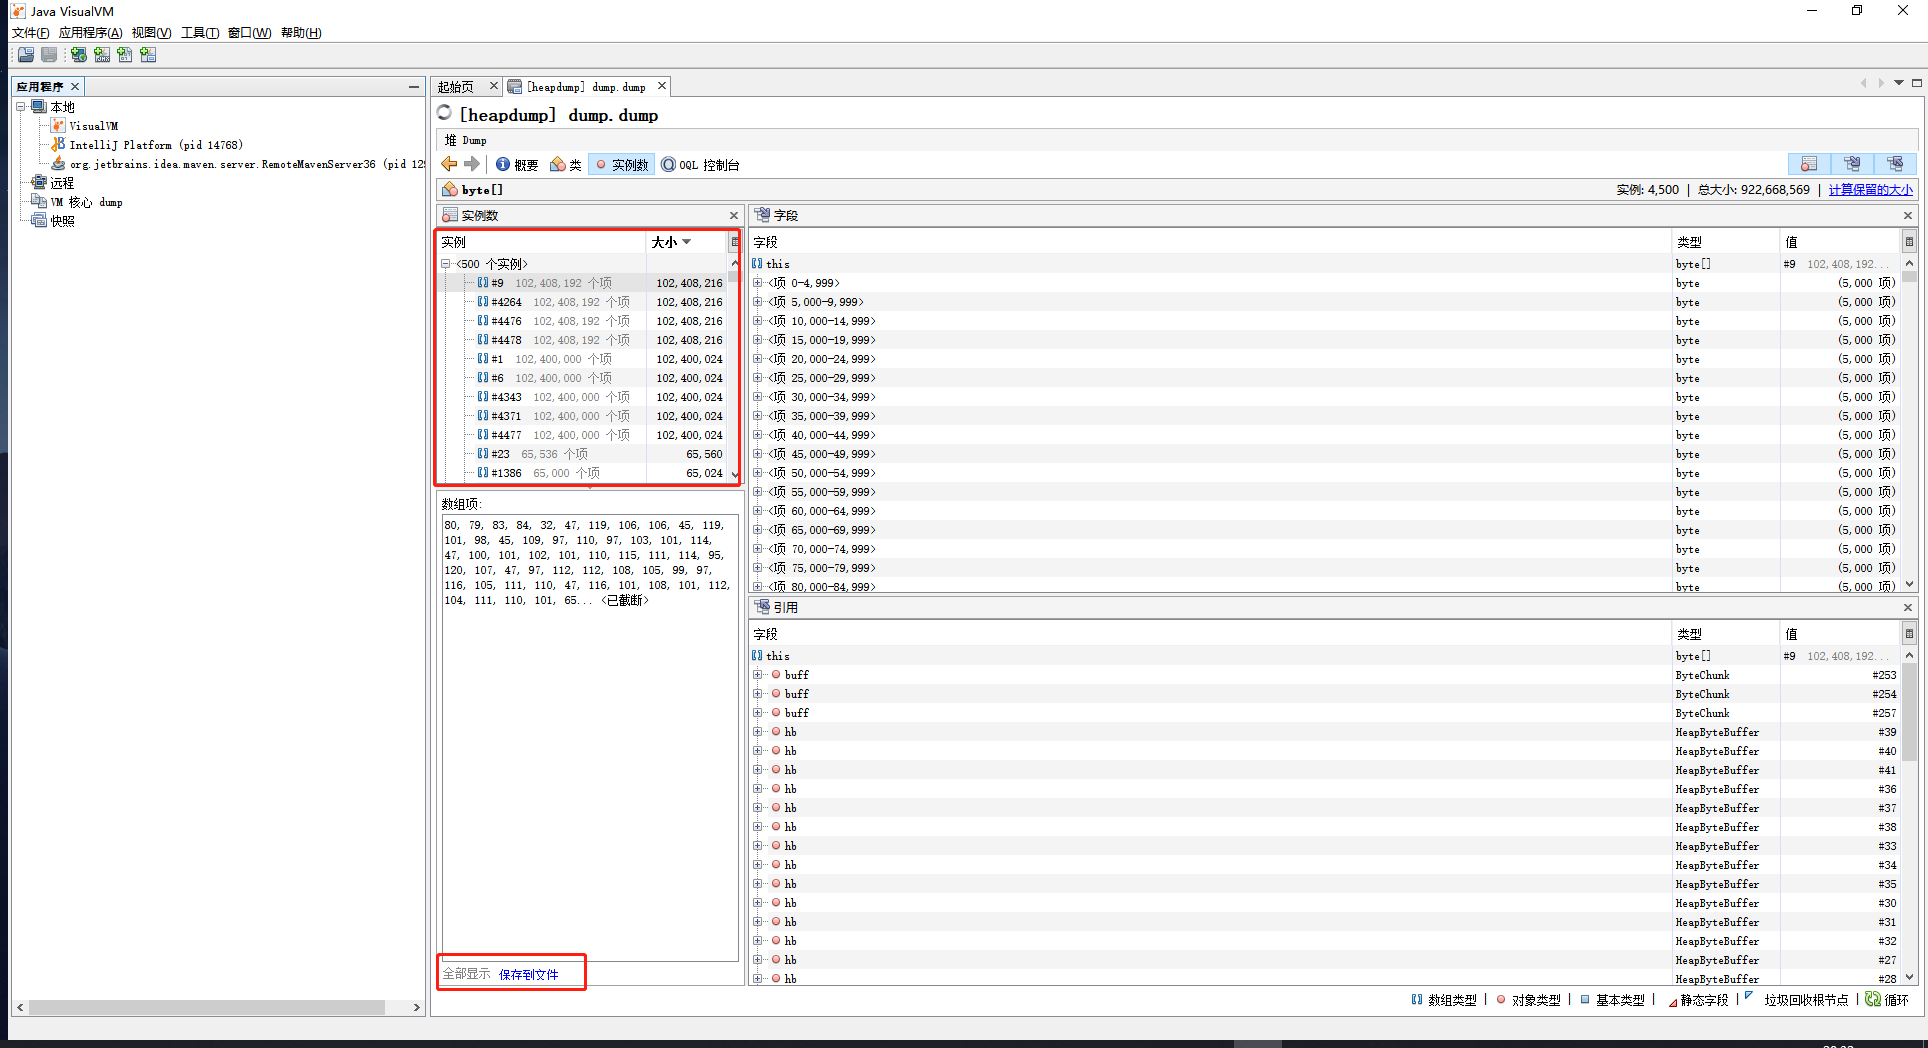 Java VisualVM
文件(F) 应用程序(A) 视图(V) 工具(T) 窗口(W) 帮助(H)
应用程序
本地
VisualVM
IntelliJ Platform (pid 14768)
org.jetbrains.idea.maven.server.RemoteMavenServer36 (pid 129
远程
VM 核心 dump
快照
起始页 [heapdump] dump.dump
[heapdump] dump.dump
堆 Dump
概要 类 实例数 OQL 控制台
byte[] 实例: 4,500 | 总大小: 922,668,569 | 计算保留的大小
实例数
实例 大小
<500 个实例>
#9 102,408,192 个项 102,408,216
#4264 102,408,192 个项 102,408,216
#4476 102,408,192 个项 102,408,216
#4478 102,408,192 个项 102,408,216
#1 102,400,000 个项 102,400,024
#6 102,400,000 个项 102,400,024
#4343 102,400,000 个项 102,400,024
#4371 102,400,000 个项 102,400,024
#4477 102,400,000 个项 102,400,024
#23 65,536 个项 65,560
#1386 65,000 个项 65,024
数组项:
80, 79, 83, 84, 32, 47, 119, 106, 106, 45, 119,
101, 98, 45, 109, 97, 110, 97, 103, 101, 114,
47, 100, 101, 102, 101, 110, 115, 111, 114, 95,
120, 107, 47, 97, 112, 112, 108, 105, 99, 97,
116, 105, 111, 110, 47, 116, 101, 108, 101, 112,
104, 111, 110, 101, 65... <已截断>
全部显示 保存到文件
字段
字段 类型 值
this byte[] #9 102,408,192...
<项 0-4,999> byte (5,000 项)
<项 5,000-9,999> byte (5,000 项)
<项 10,000-14,999> byte (5,000 项)
<项 15,000-19,999> byte (5,000 项)
<项 20,000-24,999> byte (5,000 项)
<项 25,000-29,999> byte (5,000 项)
<项 30,000-34,999> byte (5,000 项)
<项 35,000-39,999> byte (5,000 项)
<项 40,000-44,999> byte (5,000 项)
<项 45,000-49,999> byte (5,000 项)
<项 50,000-54,999> byte (5,000 项)
<项 55,000-59,999> byte (5,000 项)
<项 60,000-64,999> byte (5,000 项)
<项 65,000-69,999> byte (5,000 项)
<项 70,000-74,999> byte (5,000 项)
<项 75,000-79,999> byte (5,000 项)
<项 80,000-84,999> byte (5,000 项)
引用
字段 类型 值
this byte[] #9 102,408,192...
buff ByteChunk #253
buff ByteChunk #254
buff ByteChunk #257
hb HeapByteBuffer #39
hb HeapByteBuffer #40
hb HeapByteBuffer #41
hb HeapByteBuffer #36
hb HeapByteBuffer #37
hb HeapByteBuffer #38
hb HeapByteBuffer #33
hb HeapByteBuffer #34
hb HeapByteBuffer #35
hb HeapByteBuffer #30
hb HeapByteBuffer #31
hb HeapByteBuffer #32
hb HeapByteBuffer #27
hb HeapByteBuffer #28
数组类型 | 对象类型 | 基本类型 | 静态字段 | 垃圾回收根节点 | 循环